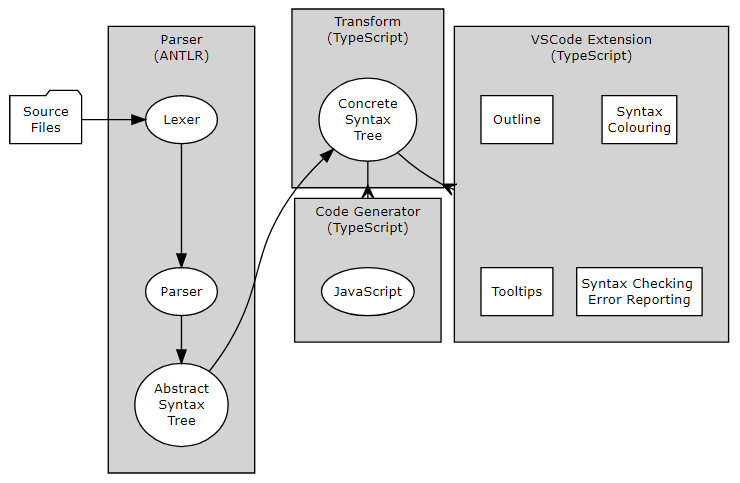 Source
Files
Parser
(ANTLR)
Lexer
Parser
Abstract
Syntax
Tree
Transform
(TypeScript)
Concrete
Syntax
Tree
Code Generator
(TypeScript)
JavaScript
VSCode Extension
(TypeScript)
Outline
Syntax
Colouring
Tooltips
Syntax Checking
Error Reporting